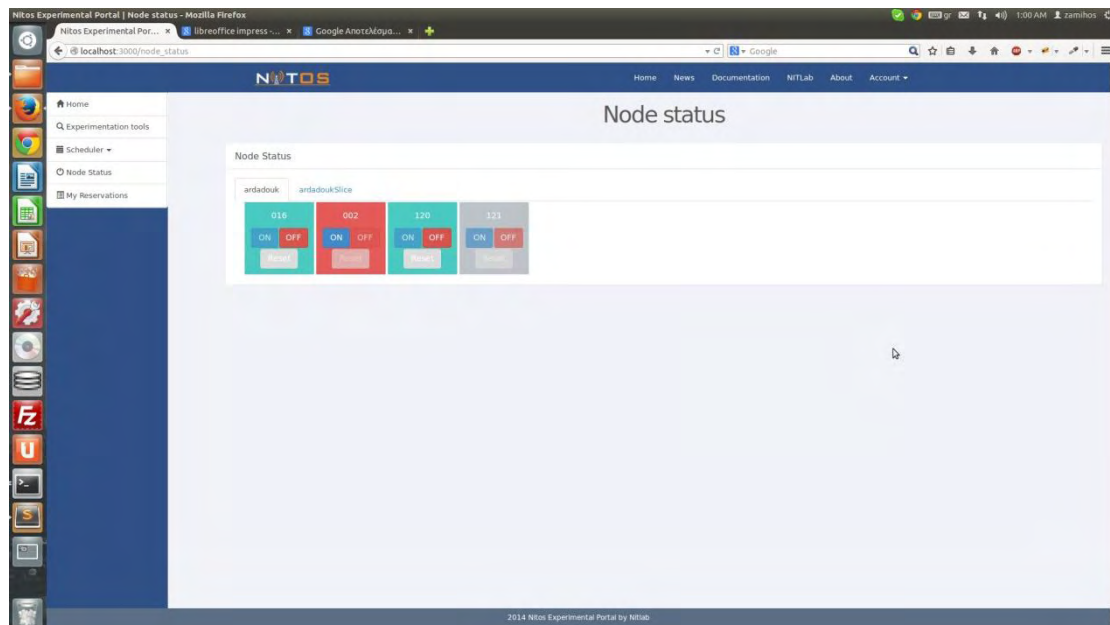 Nitos Experimental Portal | Node status - Mozilla Firefox
gr 1:00 AM zamihos
Nitos Experimental Por... × libreoffice impress -... × Google Αποτελέσμα... ×
localhost:3000/node_status Google
NITOS Home News Documentation NITLab About Account
Home
Experimentation tools
Scheduler
Node Status
My Reservations
Node status
Node Status
ardadouk ardadoukSlice
016 002 120 121
ON OFF ON OFF ON OFF ON OFF
Reset Reset Reset Reset
2014 Nitos Experimental Portal by Nitlab